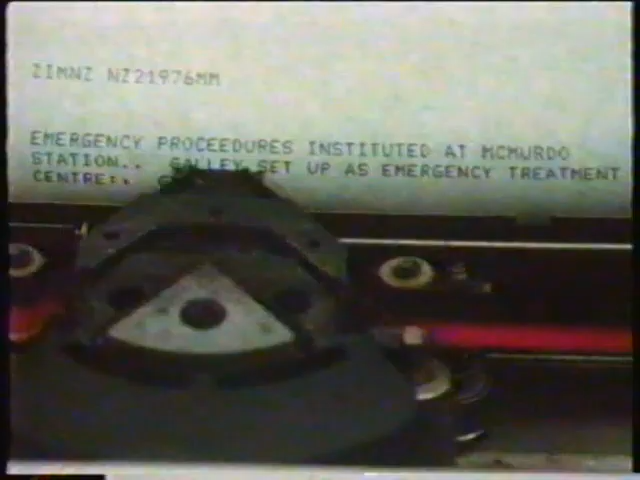 ZIMNZ NZ21976MM
EMERGENCY PROCEEDURES INSTITUTED AT MCMURDO
STATION.. GALLEY SET UP AS EMERGENCY TREATMENT
CENTRE:.